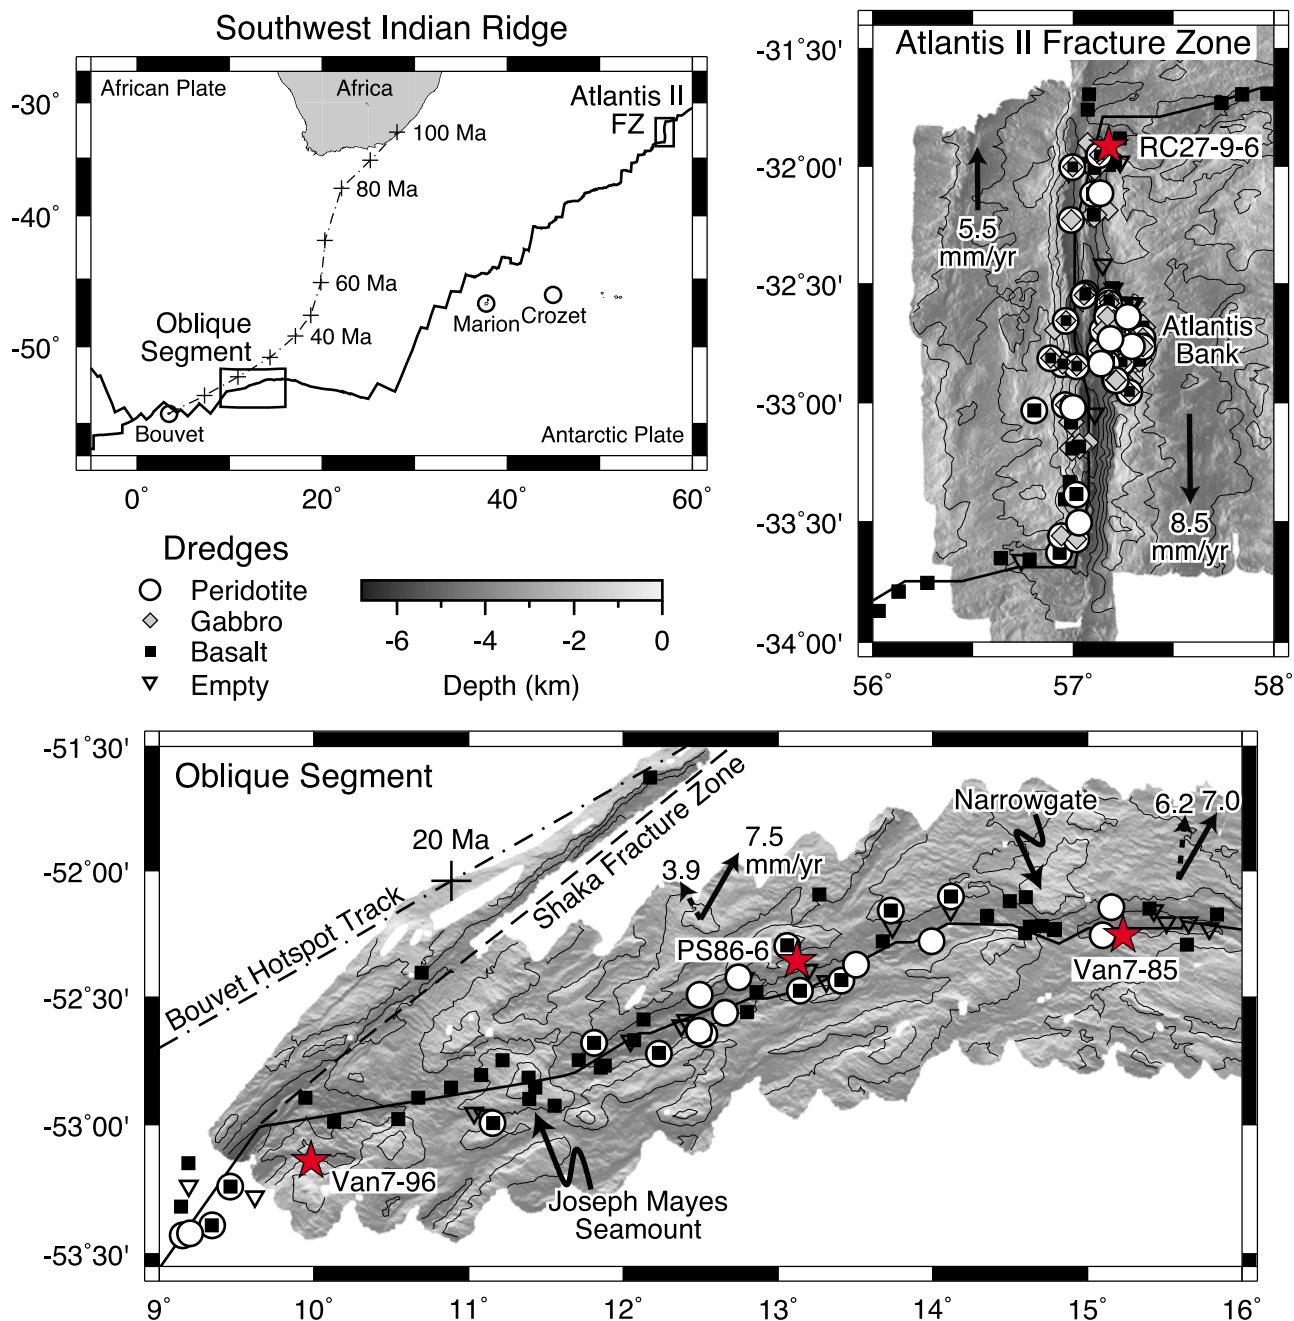 Southwest Indian Ridge
African Plate
Africa
Atlantis II
FZ
100 Ma
80 Ma
60 Ma
40 Ma
Oblique
Segment
Marion
Crozet
Bouvet
Antarctic Plate
-30°
-40°
-50°
0°
20°
40°
60°
Dredges
Peridotite
Gabbro
Basalt
Empty
-6
-4
-2
0
Depth (km)
Atlantis II Fracture Zone
RC27-9-6
5.5
mm/yr
Atlantis
Bank
8.5
mm/yr
-31°30'
-32°00'
-32°30'
-33°00'
-33°30'
-34°00'
56°
57°
58°
Oblique Segment
20 Ma
Bouvet Hotspot Track
Shaka Fracture Zone
3.9
7.5
mm/yr
Narrowgate
6.2
7.0
PS86-6
Van7-85
Van7-96
Joseph Mayes
Seamount
-51°30'
-52°00'
-52°30'
-53°00'
-53°30'
9°
10°
11°
12°
13°
14°
15°
16°